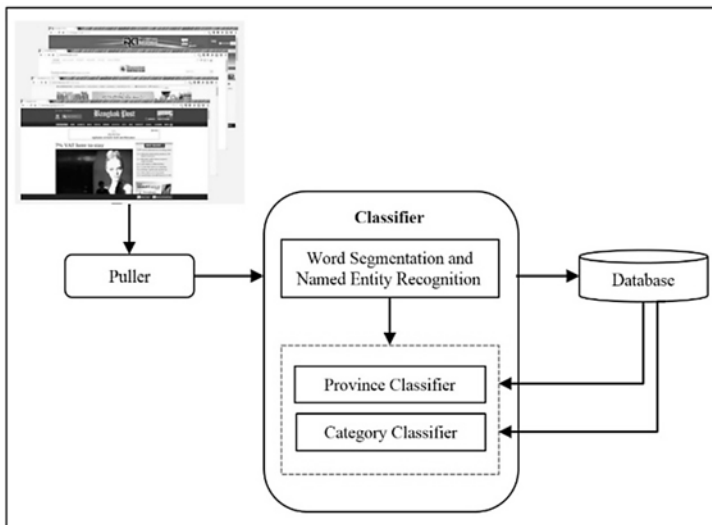 Bangkok Post
Classifier
Word Segmentation and
Named Entity Recognition
Puller
Database
Province Classifier
Category Classifier